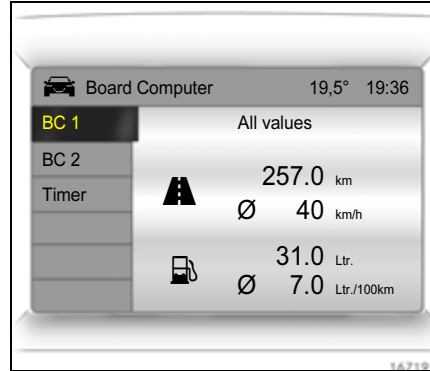 Board Computer 19,5° 19:36
BC 1 All values
BC 2
257.0 km
Timer
Ø 40 km/h
31.0 Ltr.
Ø 7.0 Ltr./100km
16719